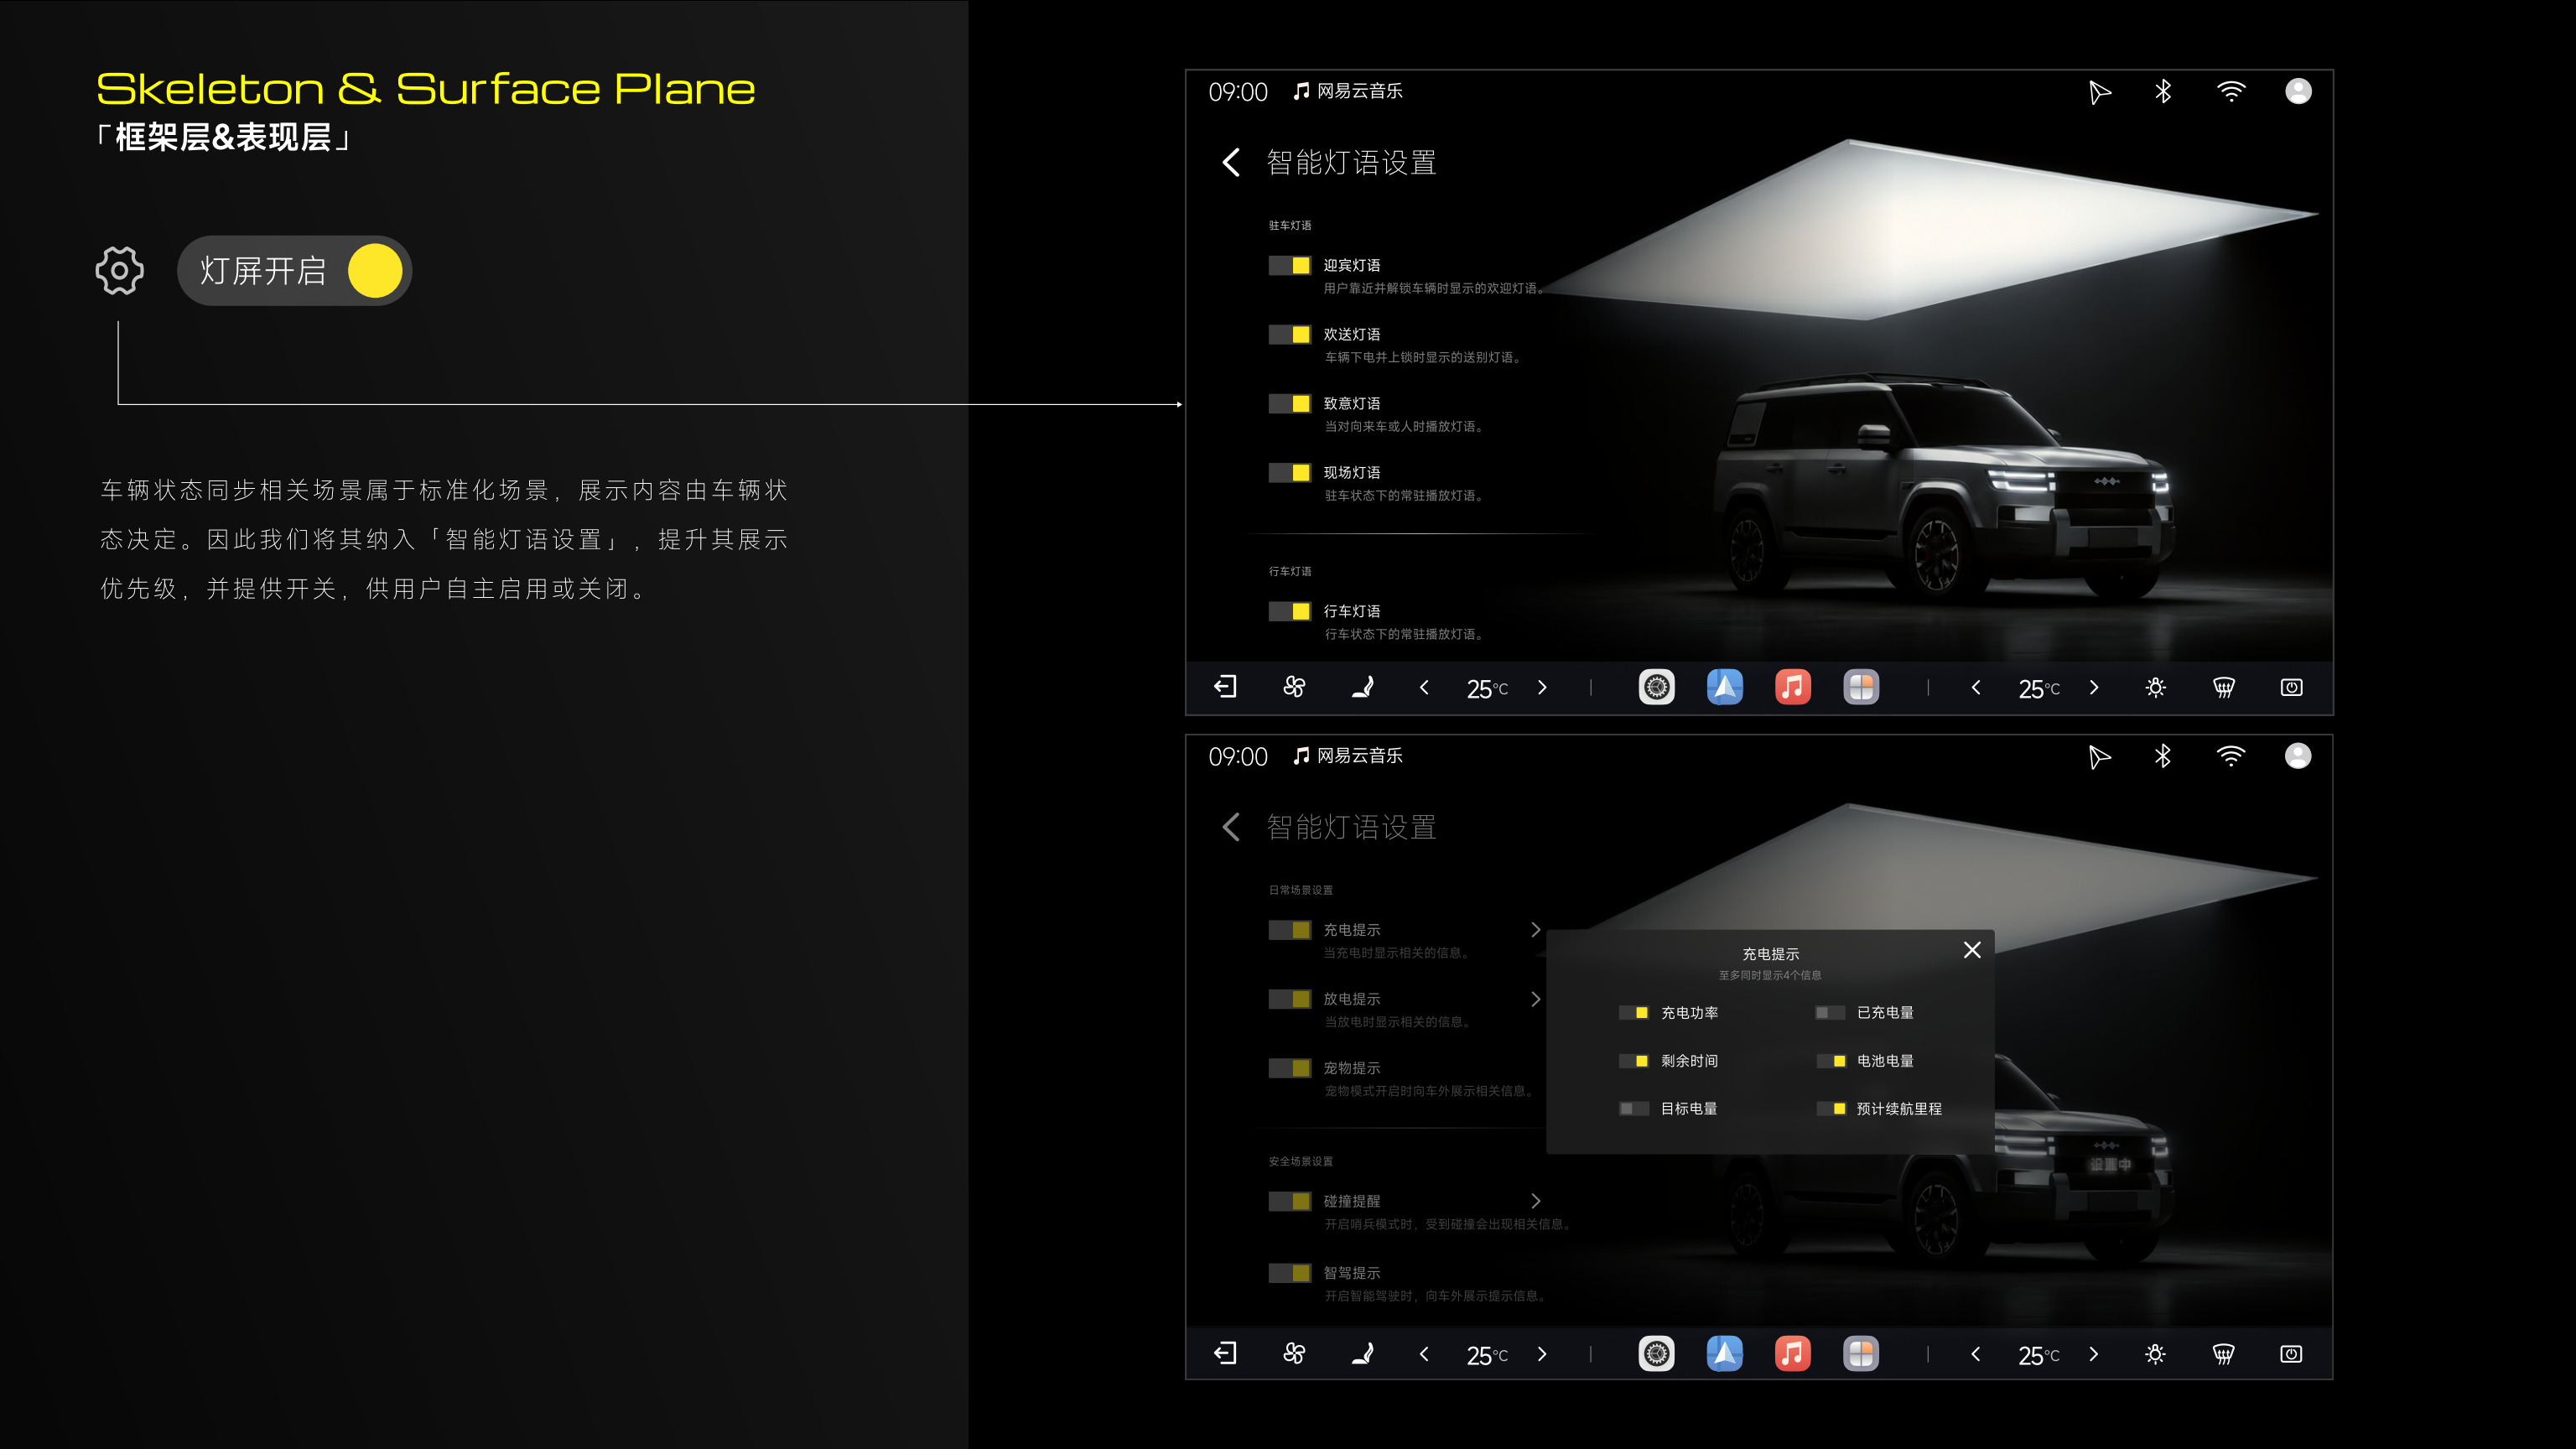 Skeleton & Surface Plane
「框架层&表现层」
灯屏开启
车辆状态同步相关场景属于标准化场景，展示内容由车辆状
态决定。因此我们将其纳入「智能灯语设置」，提升其展示
优先级，并提供开关，供用户自主启用或关闭。
09:00 网易云音乐
智能灯语设置
驻车灯语
迎宾灯语
用户靠近并解锁车辆时显示的欢迎灯语。
欢送灯语
车辆下电并上锁时显示的送别灯语。
致意灯语
当对向来车或人时播放灯语。
现场灯语
驻车状态下的常驻播放灯语。
行车灯语
行车灯语
行车状态下的常驻播放灯语。
25°C 25°C
09:00 网易云音乐
智能灯语设置
日常场景设置
充电提示
当充电时显示相关的信息。
放电提示
当放电时显示相关的信息。
宠物提示
宠物模式开启时向车外展示相关信息。
安全场景设置
碰撞提醒
开启哨兵模式时，受到碰撞会出现相关信息。
智驾提示
开启智能驾驶时，向车外展示提示信息。
充电提示
至多同时显示4个信息
充电功率 已充电量
剩余时间 电池电量
目标电量 预计续航里程
设置中
25°C 25°C